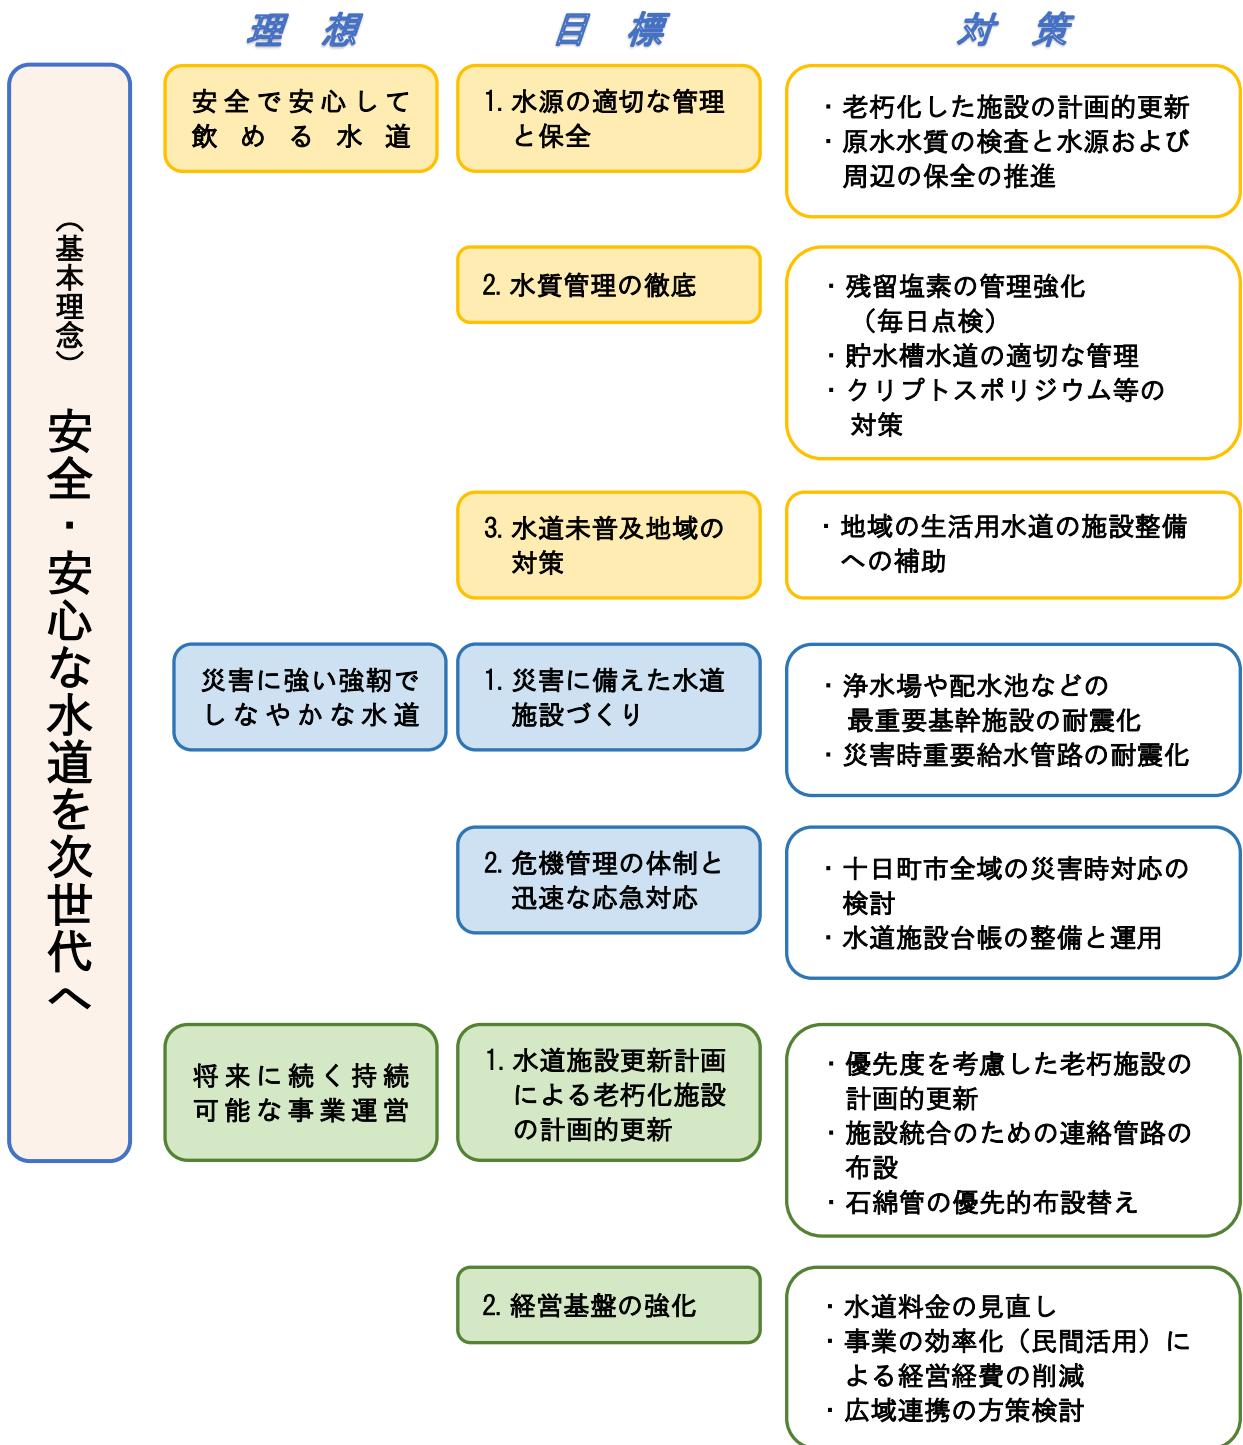 理想
目標
対策
（基本理念） 安全・安心な水道を次世代へ
安全で安心して
飲める水道
1. 水源の適切な管理
と保全
・老朽化した施設の計画的更新
・原水水質の検査と水源および
周辺の保全の推進
2. 水質管理の徹底
・残留塩素の管理強化
（毎日点検）
・貯水槽水道の適切な管理
・クリプトスポリジウム等の
対策
3. 水道未普及地域の
対策
・地域の生活用水道の施設整備
への補助
災害に強い強靭で
しなやかな水道
1. 災害に備えた水道
施設づくり
・浄水場や配水池などの
最重要基幹施設の耐震化
・災害時重要給水管路の耐震化
2. 危機管理の体制と
迅速な応急対応
・十日町市全域の災害時対応の
検討
・水道施設台帳の整備と運用
将来に続く持続
可能な事業運営
1. 水道施設更新計画
による老朽化施設
の計画的更新
・優先度を考慮した老朽施設の
計画的更新
・施設統合のための連絡管路の
布設
・石綿管の優先的布設替え
2. 経営基盤の強化
・水道料金の見直し
・事業の効率化（民間活用）に
よる経営経費の削減
・広域連携の方策検討